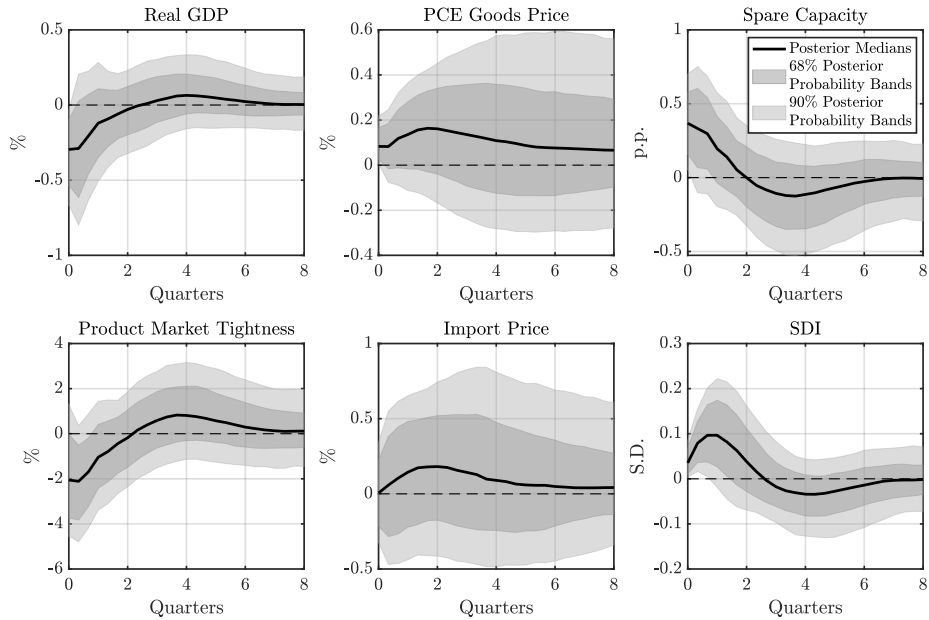 Real GDP
0.5
0
-0.5
-1
%
0 2 4 6 8
Quarters
PCE Goods Price
0.6
0.4
0.2
0
0.2
0.4
%
0 2 4 6 8
Quarters
Spare Capacity
1
0.5
0
-0.5
p.p.
0 2 4 6 8
Quarters
Posterior Medians
68% Posterior
Probability Bands
90% Posterior
Probability Bands
Product Market Tightness
4
2
0
-2
-4
-6
%
0 2 4 6 8
Quarters
Import Price
1
0.5
0
-0.5
%
0 2 4 6 8
Quarters
SDI
0.3
0.2
0.1
0
-0.1
-0.2
S.D.
0 2 4 6 8
Quarters